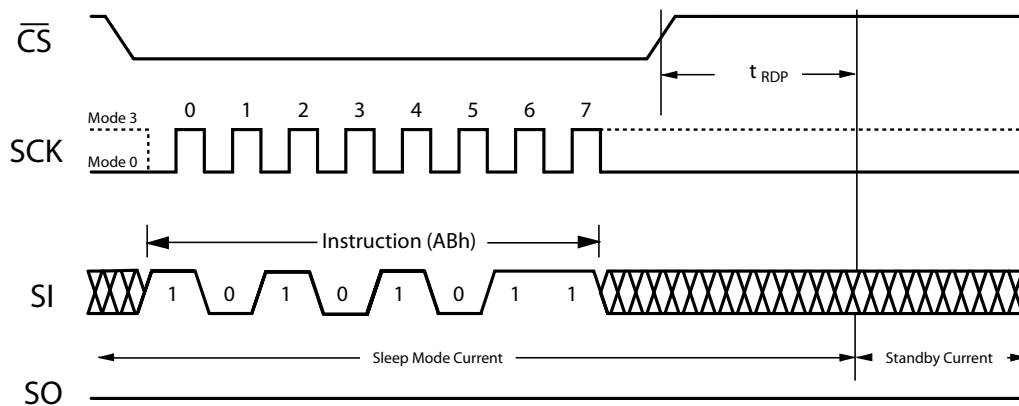 CS
t RDP
0 1 2 3 4 5 6 7
Mode 3
SCK
Mode 0
Instruction (ABh)
SI
1 0 1 0 1 0 1 1
Sleep Mode Current
Standby Current
SO